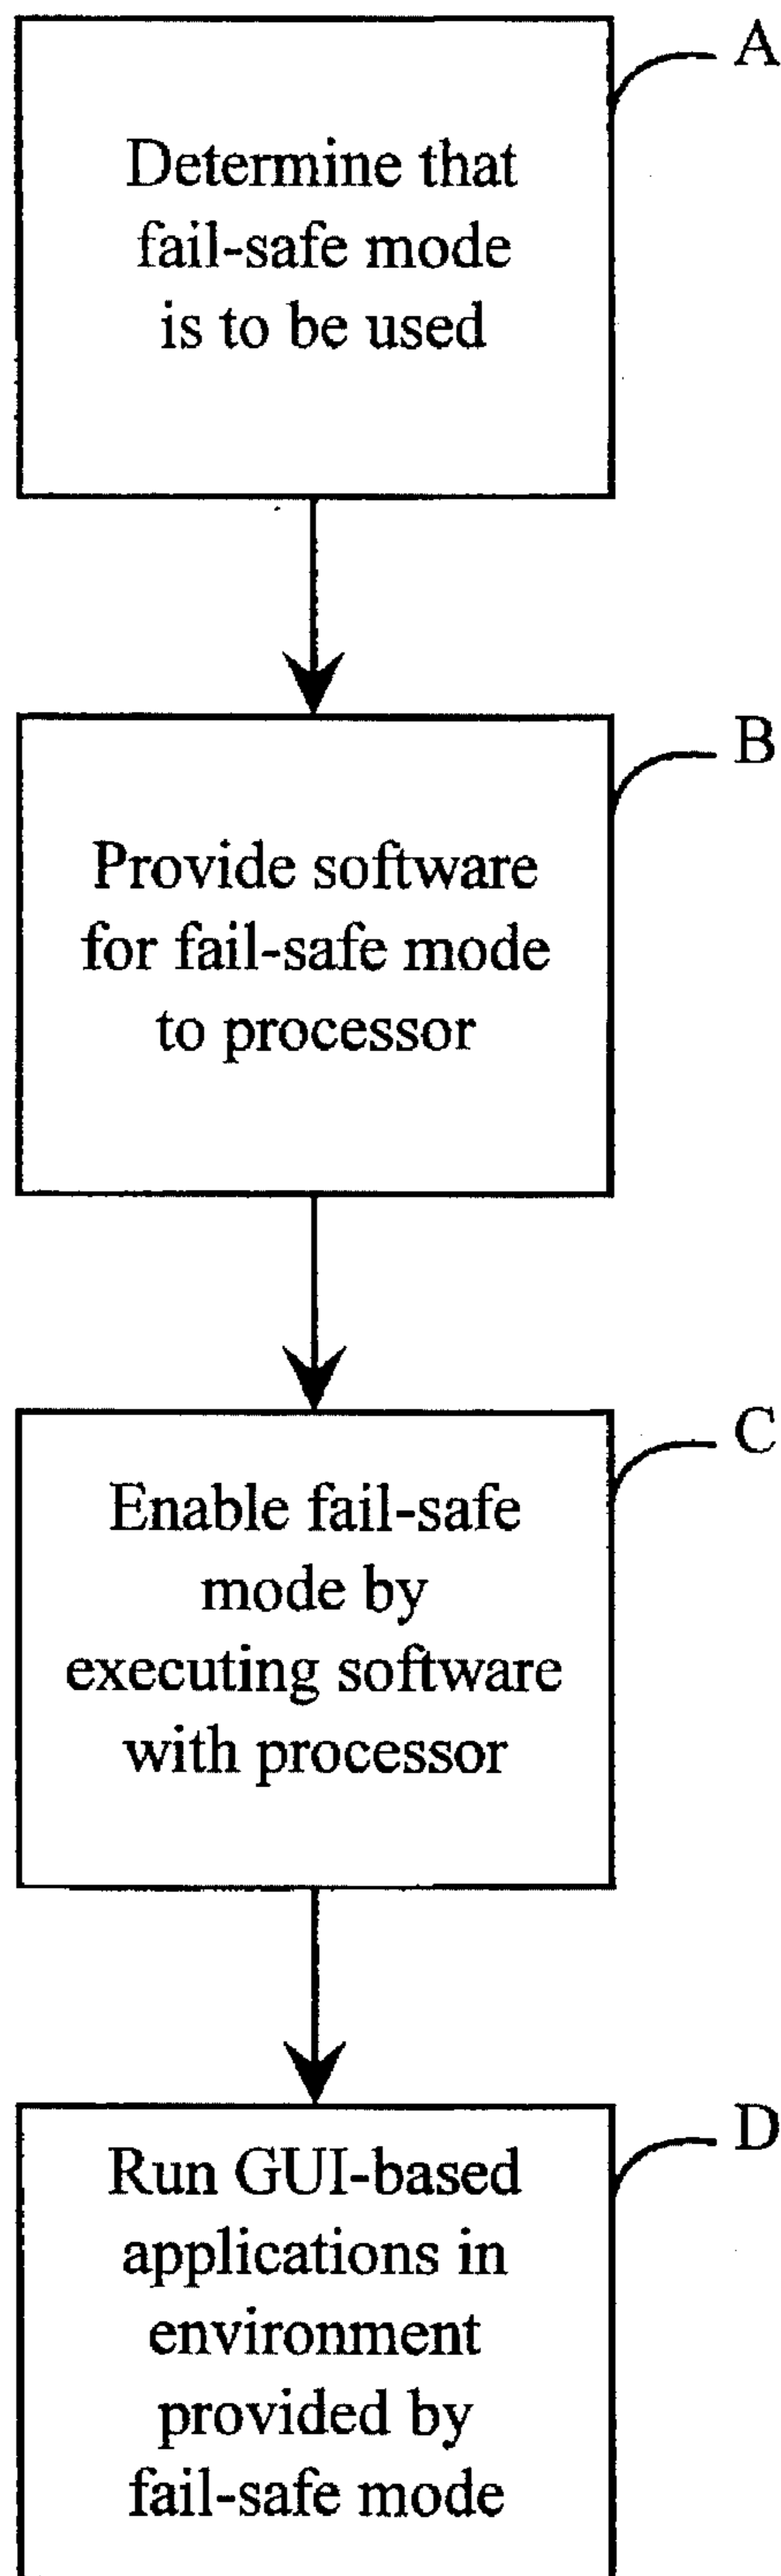 A
Determine that
fail-safe mode
is to be used
B
Provide software
for fail-safe mode
to processor
C
Enable fail-safe
mode by
executing software
with processor
D
Run GUI-based
applications in
environment
provided by
fail-safe mode